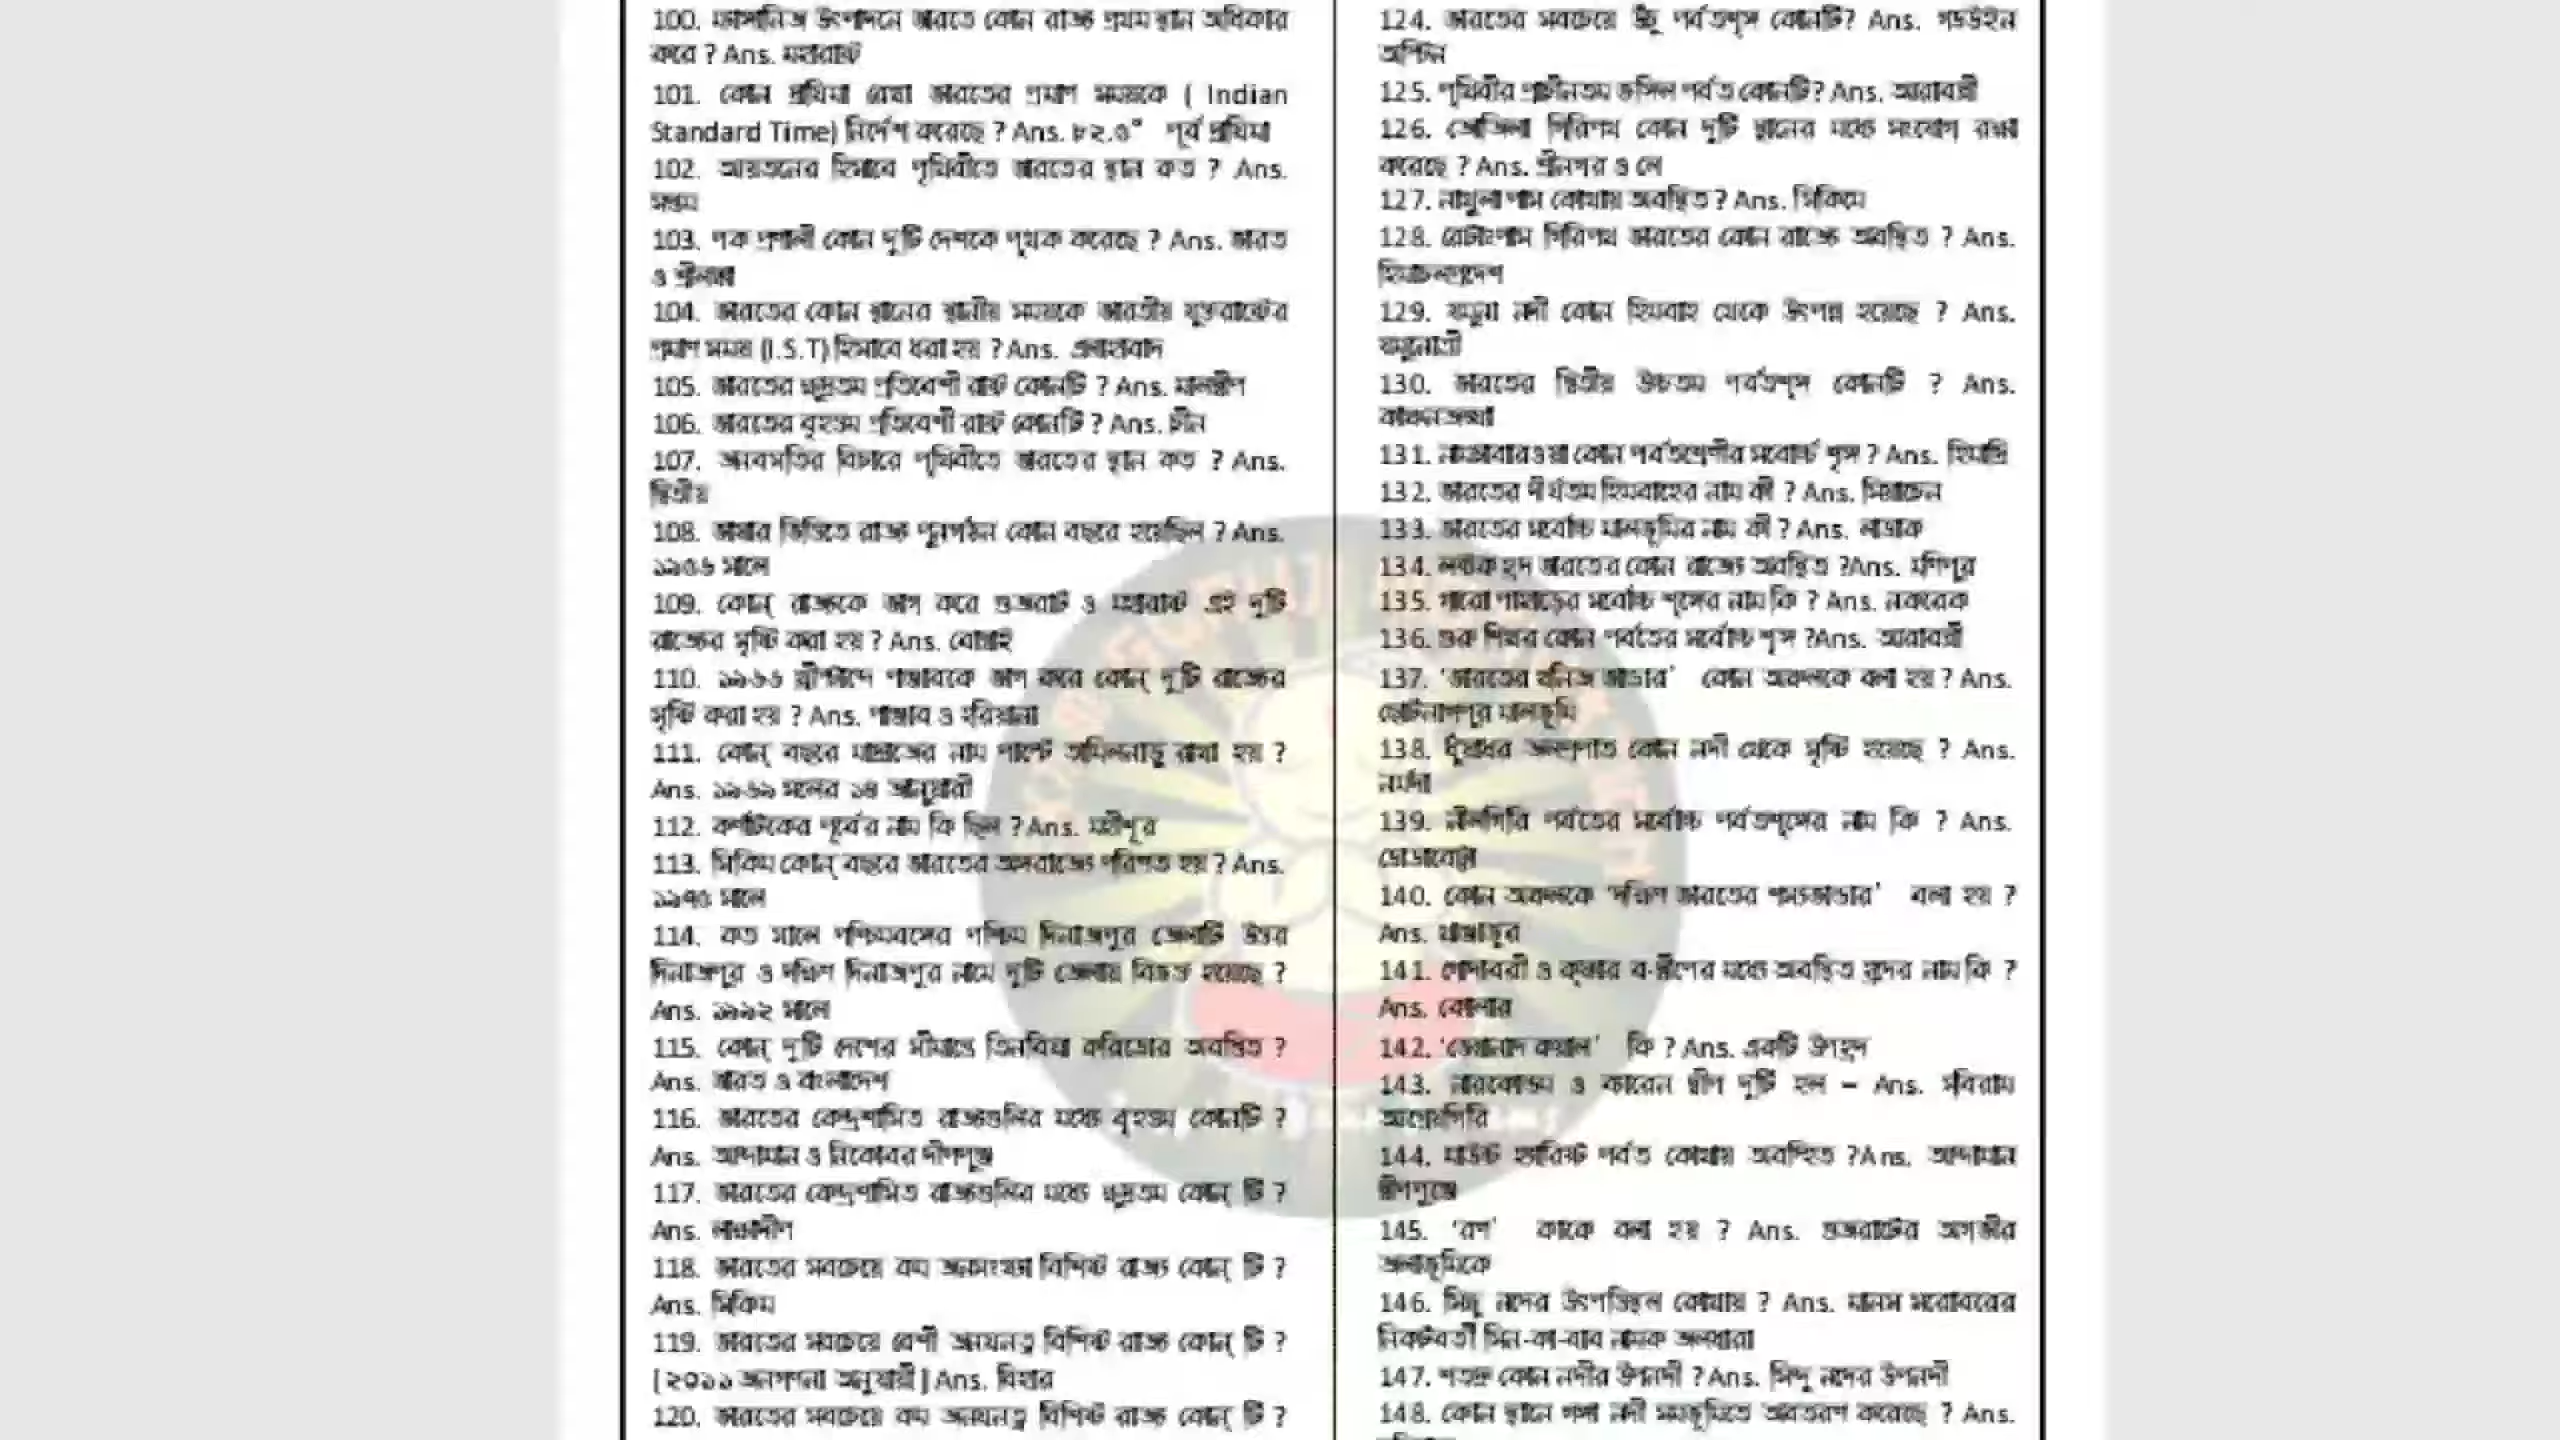 100. ম্যাঙ্গানিজ উৎপাদনে ভারতে কোন রাজ্য প্রথম স্থান অধিকার
করে ? Ans. মহারাষ্ট্র
101. কোন দ্রাঘিমা রেখা ভারতের প্রমাণ সময়কে ( Indian
Standard Time) নির্দেশ করেছে ? Ans. ৮২.৫° পূর্ব দ্রাঘিমা
102. আয়তনের হিসাবে পৃথিবীতে ভারতের স্থান কত ? Ans.
সপ্তম
103. পক প্রণালী কোন দুটি দেশকে পৃথক করেছে ? Ans. ভারত
ও শ্রীলঙ্কা
104. ভারতের কোন স্থানের স্থানীয় সময়কে ভারতীয় যুক্তরাষ্ট্রের
প্রমাণ সময় (I.S.T) হিসাবে ধরা হয় ? Ans. এলাহাবাদ
105. ভারতের ক্ষুদ্রতম প্রতিবেশী রাষ্ট্র কোনটি ? Ans. মালদ্বীপ
106. ভারতের বৃহত্তম প্রতিবেশী রাষ্ট্র কোনটি ? Ans. চীন
107. জনবসতির বিচারে পৃথিবীতে ভারতের স্থান কত ? Ans.
দ্বিতীয়
108. ভাষার ভিত্তিতে রাজ্য পুনর্গঠন কোন বছরে হয়েছিল ? Ans.
১৯৫৬ সালে
109. কোন্ রাজ্যকে ভাগ করে গুজরাট ও মহারাষ্ট্র এই দুটি
রাজ্যের সৃষ্টি করা হয় ? Ans. বোম্বাই
110. ১৯৬৬ খ্রীষ্টাব্দে পাঞ্জাবকে ভাগ করে কোন্ দুটি রাজ্যের
সৃষ্টি করা হয় ? Ans. পাঞ্জাব ও হরিয়ানা
111. কোন্ বছরে মাদ্রাজের নাম পাল্টে তামিলনাডু রাখা হয় ?
Ans. ১৯৬৯ সালের ১৪ জানুয়ারী
112. কর্ণাটকের পূর্বের নাম কি ছিল ? Ans. মহীশূর
113. সিকিম কোন্ বছরে ভারতের অঙ্গরাজ্যে পরিণত হয় ? Ans.
১৯৭৫ সালে
114. কত সালে পশ্চিমবঙ্গের পশ্চিম দিনাজপুর জেলাটি উত্তর
দিনাজপুর ও দক্ষিণ দিনাজপুর নামে দুটি জেলায় বিভক্ত হয়েছে ?
Ans. ১৯৯২ সালে
115. কোন্ দুটি দেশের সীমান্তে তিনবিঘা করিডোর অবস্থিত ?
Ans. ভারত ও বাংলাদেশ
116. ভারতের কেন্দ্রশাসিত রাজ্যগুলির মধ্যে বৃহত্তম কোনটি ?
Ans. আন্দামান ও নিকোবর দীপপুঞ্জ
117. ভারতের কেন্দ্রশাসিত রাজ্যগুলির মধ্যে ক্ষুদ্রতম কোন্ টি ?
Ans. লাক্ষাদীপ
118. ভারতের সবচেয়ে কম জনসংখ্যা বিশিষ্ট রাজ্য কোন্ টি ?
Ans. সিকিম
119. ভারতের সবচেয়ে বেশী জনঘনত্ব বিশিষ্ট রাজ্য কোন্ টি ?
[ ২০১১ জনগণনা অনুযায়ী ] Ans. বিহার
120. ভারতের সবচেয়ে কম জনঘনত্ব বিশিষ্ট রাজ্য কোন্ টি ?
124. ভারতের সবচেয়ে উঁচু পর্বতশৃঙ্গ কোনটি? Ans. গডউইন
অস্টিন
125. পৃথিবীর প্রাচীনতম ভঙ্গিল পর্বত কোনটি? Ans. আরাবল্লী
126. জোজিলা গিরিপথ কোন দুটি স্থানের মধ্যে সংযোগ রক্ষা
করেছে ? Ans. শ্রীনগর ও লে
127. নাথুলা পাস কোথায় অবস্থিত ? Ans. সিকিমে
128. রোটাংপাস গিরিপথ ভারতের কোন রাজ্যে অবস্থিত ? Ans.
হিমাচলপ্রদেশ
129. যমুনা নদী কোন হিমবাহ থেকে উৎপন্ন হয়েছে ? Ans.
যমুনোত্রী
130. ভারতের দ্বিতীয় উচ্চতম পর্বতশৃঙ্গ কোনটি ? Ans.
কাঞ্চনজঙ্ঘা
131. নামচাবারওয়া কোন পর্বতশ্রেণীর সর্বোচ্চ শৃঙ্গ ? Ans. হিমাদ্রি
132. ভারতের দীর্ঘতম হিমবাহের নাম কী ? Ans. সিয়াচেন
133. ভারতের সর্বোচ্চ মালভূমির নাম কী ? Ans. লাডাক
134. লকটাক হ্রদ ভারতের কোন রাজ্যে অবস্থিত ?Ans. মণিপুর
135. গারো পাহাড়ের সর্বোচ্চ শৃঙ্গের নাম কি ? Ans. নকরেক
136. গুরু শিখর কোন পর্বতের সর্বোচ্চ শৃঙ্গ ?Ans. আরাবল্লী
137. ‘ভারতের খনিজ ভাণ্ডার’ কোন অঞ্চলকে বলা হয় ? Ans.
ছোটনাগপুর মালভূমি
138. ধুঁয়াধার জলপ্রপাত কোন নদী থেকে সৃষ্টি হয়েছে ? Ans.
নর্মদা
139. নীলগিরি পর্বতের সর্বোচ্চ পর্বতশৃঙ্গের নাম কি ? Ans.
দোডাবেট্টা
140. কোন অঞ্চলকে ‘দক্ষিণ ভারতের শস্যভাণ্ডার’ বলা হয় ?
Ans. থাঞ্জাভুর
141. গোদাবরী ও কৃষ্ণার ব-দ্বীপের মধ্যে অবস্থিত হ্রদের নাম কি ?
Ans. কোলার
142. ‘ভেম্বানাদ কয়াল’ কি ? Ans. একটি উপহ্রদ
143. নারকোন্ডাম ও ব্যারেন দ্বীপ দুটি হল – Ans. সবিরাম
আগ্নেয়গিরি
144. মাউন্ট হ্যারিয়ট পর্বত কোথায় অবস্থিত ?Ans. আন্দামান
দ্বীপপুঞ্জে
145. ‘রণ’ কাকে বলা হয় ? Ans. গুজরাটের অগভীর
জলাভূমিকে
146. সিন্ধু নদের উৎপত্তিস্থল কোথায় ? Ans. মানস সরোবরের
নিকটবর্তী সিন-কা-বাব নামক জলধারা
147. শতদ্রু কোন নদীর উপনদী ? Ans. সিন্ধু নদের উপনদী
148. কোন স্থানে গঙ্গা নদী সমভূমিতে অবতরণ করেছে ? Ans.